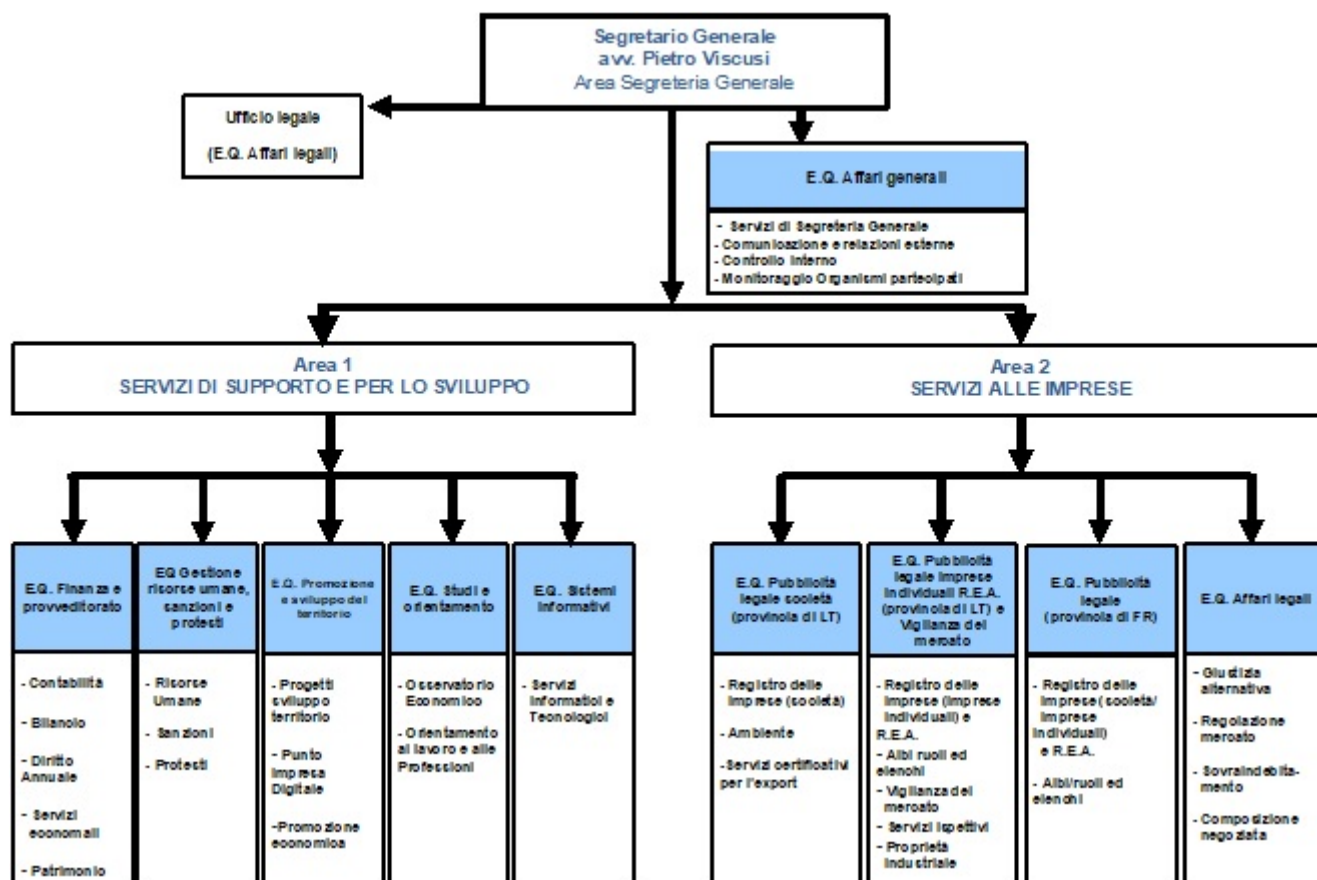 Segretario Generale
avv. Pietro Viscusi
Area Segreteria Generale
Ufficio legale
(E.Q. Affari legali)
E.Q. Affari generali
- Servizi di Segreteria Generale
- Comunicazione e relazioni esterne
- Controllo Interno
- Monitoraggio Organismi partecipati
Area 1
SERVIZI DI SUPPORTO E PER LO SVILUPPO
Area 2
SERVIZI ALLE IMPRESE
E.Q. Finanza e
provveditorato
- Contabilità
- Bilancio
- Diritto
Annuale
- Servizi
economali
- Patrimonio
EQ Gestione
risorse umane,
sanzioni e
protesti
- Risorse
Umane
- Sanzioni
- Protesti
E.Q. Promozione
e sviluppo del
territorio
- Progetti
sviluppo
territorio
- Punto
Impresa
Digitale
-Promozione
economica
E.Q. Studi e
orientamento
- Osservatorio
Economico
- Orientamento
al lavoro e alle
Professioni
E.Q. Sistemi
Informativi
- Servizi
Informatici e
Tecnologici
E.Q. Pubblicità
legale società
(provincia di LT)
- Registro delle
Imprese (società)
- Ambiente
-Servizi certificativi
per l'export
E.Q. Pubblicità
legale Imprese
Individuali R.E.A.
(provincia di LT) e
Vigilanza del
mercato
- Registro delle
Imprese (Imprese
Individuali) e
R.E.A.
- Albi ruoli ed
elenchi
- Vigilanza del
mercato
- Servizi Ispettivi
- Proprietà
Industriale
E.Q. Pubblicità
legale
(provincia di FR)
- Registro delle
Imprese (società/
Imprese
Individuali)
e R.E.A.
- Albi/ruoli ed
elenchi
E.Q. Affari legali
- Giustizia
alternativa
- Regolazione
mercato
- Sovraindebita-
mento
- Composizione
negoziata